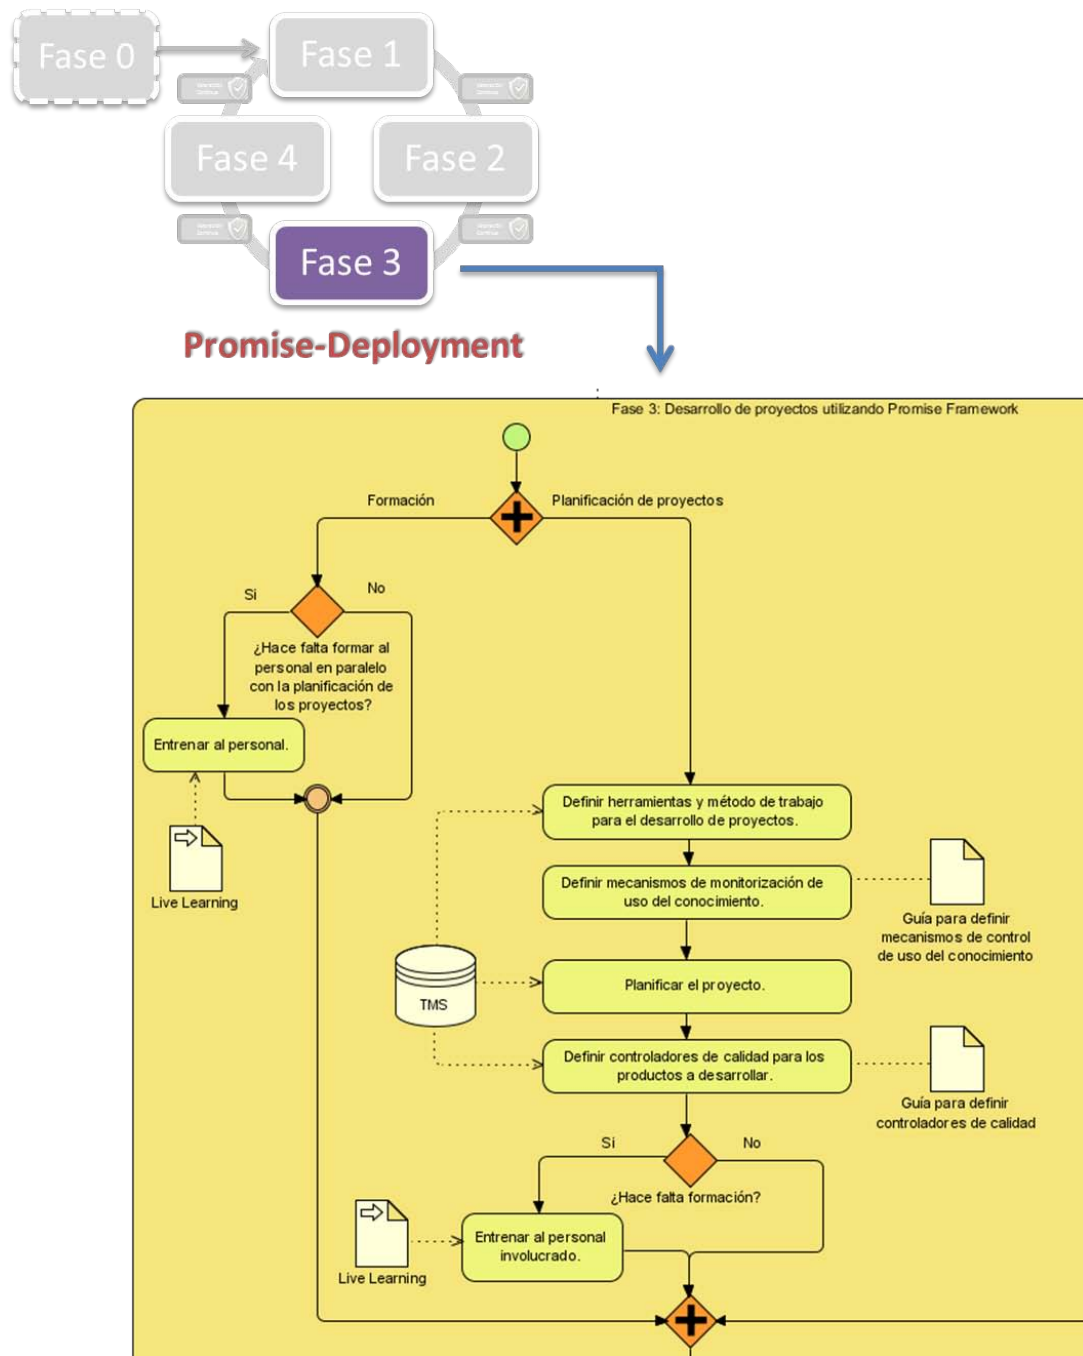 Fase 0
Fase 1
Fase 4
Fase 2
Fase 3
Promise-Deployment
Fase 3: Desarrollo de proyectos utilizando Promise Framework
Formación
Planificación de proyectos
Si
No
¿Hace falta formar al
personal en paralelo
con la planificación de
los proyectos?
Entrenar al personal.
Live Learning
Definir herramientas y método de trabajo
para el desarrollo de proyectos.
Definir mecanismos de monitorización de
uso del conocimiento.
Guía para definir
mecanismos de control
de uso del conocimiento
TMS
Planificar el proyecto.
Definir controladores de calidad para los
productos a desarrollar.
Guía para definir
controladores de calidad
Si
No
¿Hace falta formación?
Entrenar al personal
involucrado.
Live Learning